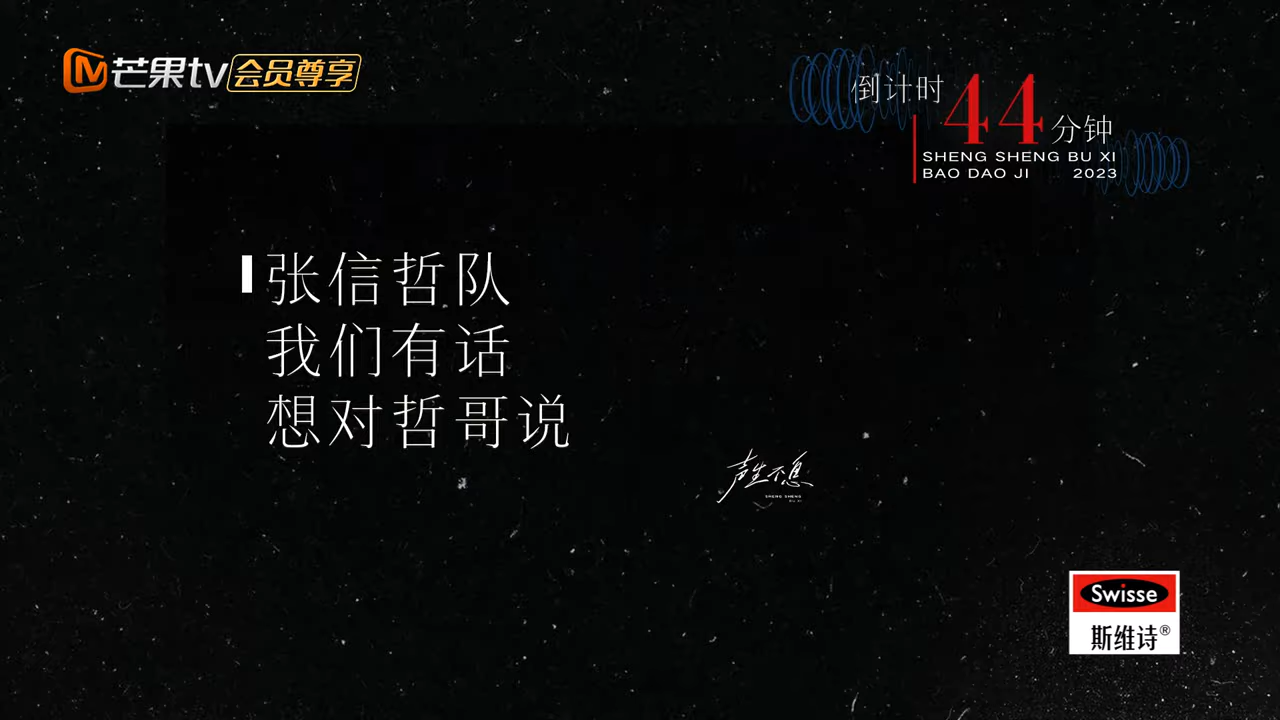 芒果tv会员尊享
倒计时44分钟
SHENG SHENG BU XI
BAO DAO JI 2023
张信哲队
我们有话
想对哲哥说
声生不息
SHENG SHENG
BU XI
Swisse
斯维诗®